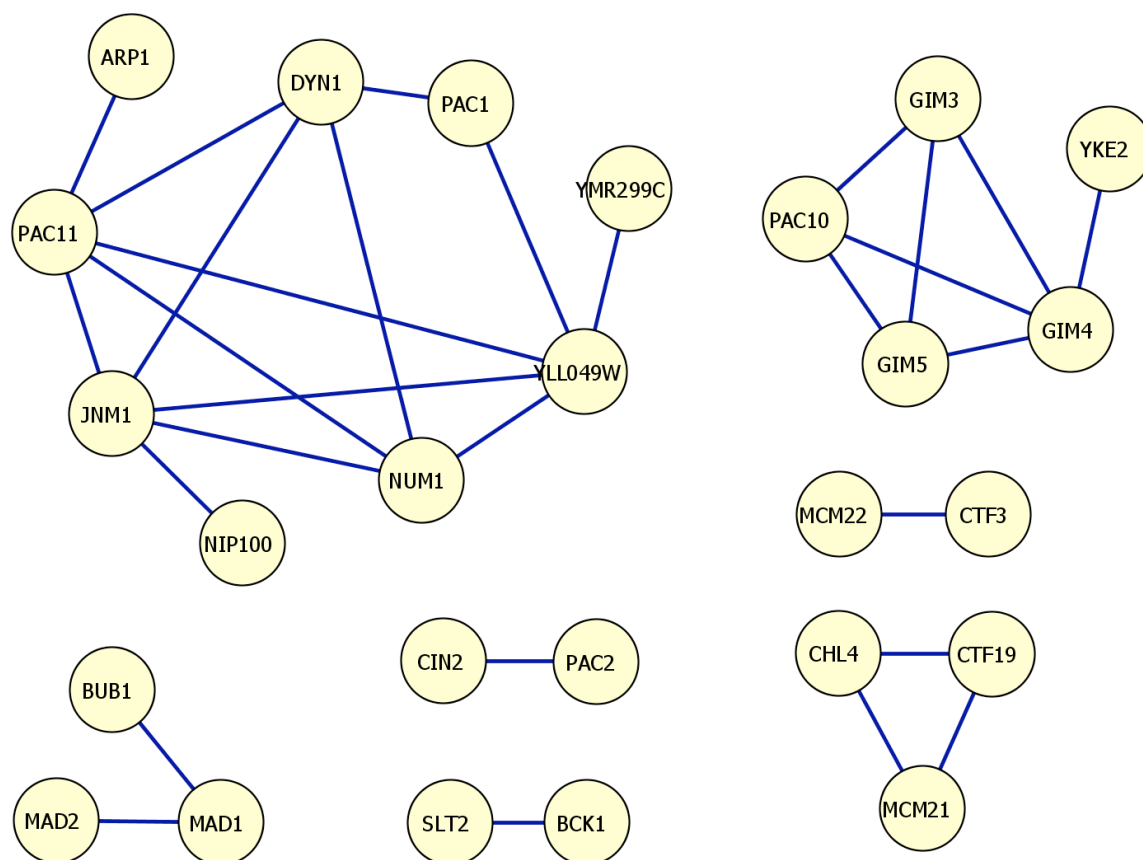 ARP1
DYN1
PAC1
GIM3
YKE2
YMR299C
PAC11
PAC10
GIM4
GIM5
YLL049W
JNM1
NUM1
NIP100
MCM22
CTF3
CIN2
PAC2
CHL4
CTF19
BUB1
MAD2
MAD1
SLT2
BCK1
MCM21